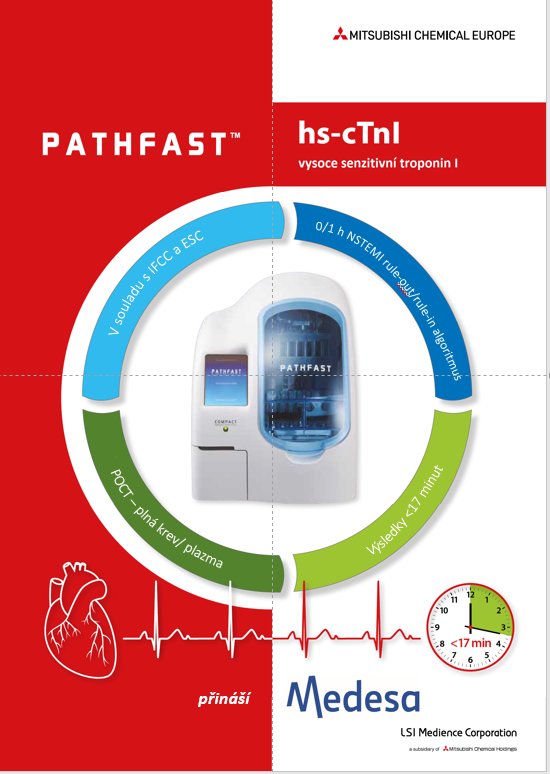 MITSUBISHI CHEMICAL EUROPE
PATHFAST™
hs-cTnI
vysoce senzitivní troponin I
V souladu s IFCC a ESC
0/1 h NSTEMI rule-out/rule-in algoritmus
PATHFAST
PATHFAST
COMPACT
POCT – plná krev/ plazma
Výsledky <17 minut
12
1
2
3
4
5
6
7
8
9
10
11
<17 min
přináší
Medesa
LSI Medience Corporation
a subsidiary of Mitsubishi Chemical Holdings